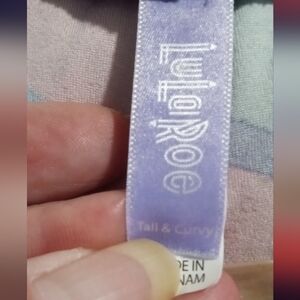 LuLaRoe
Tall & Curvy
DE IN
NAM